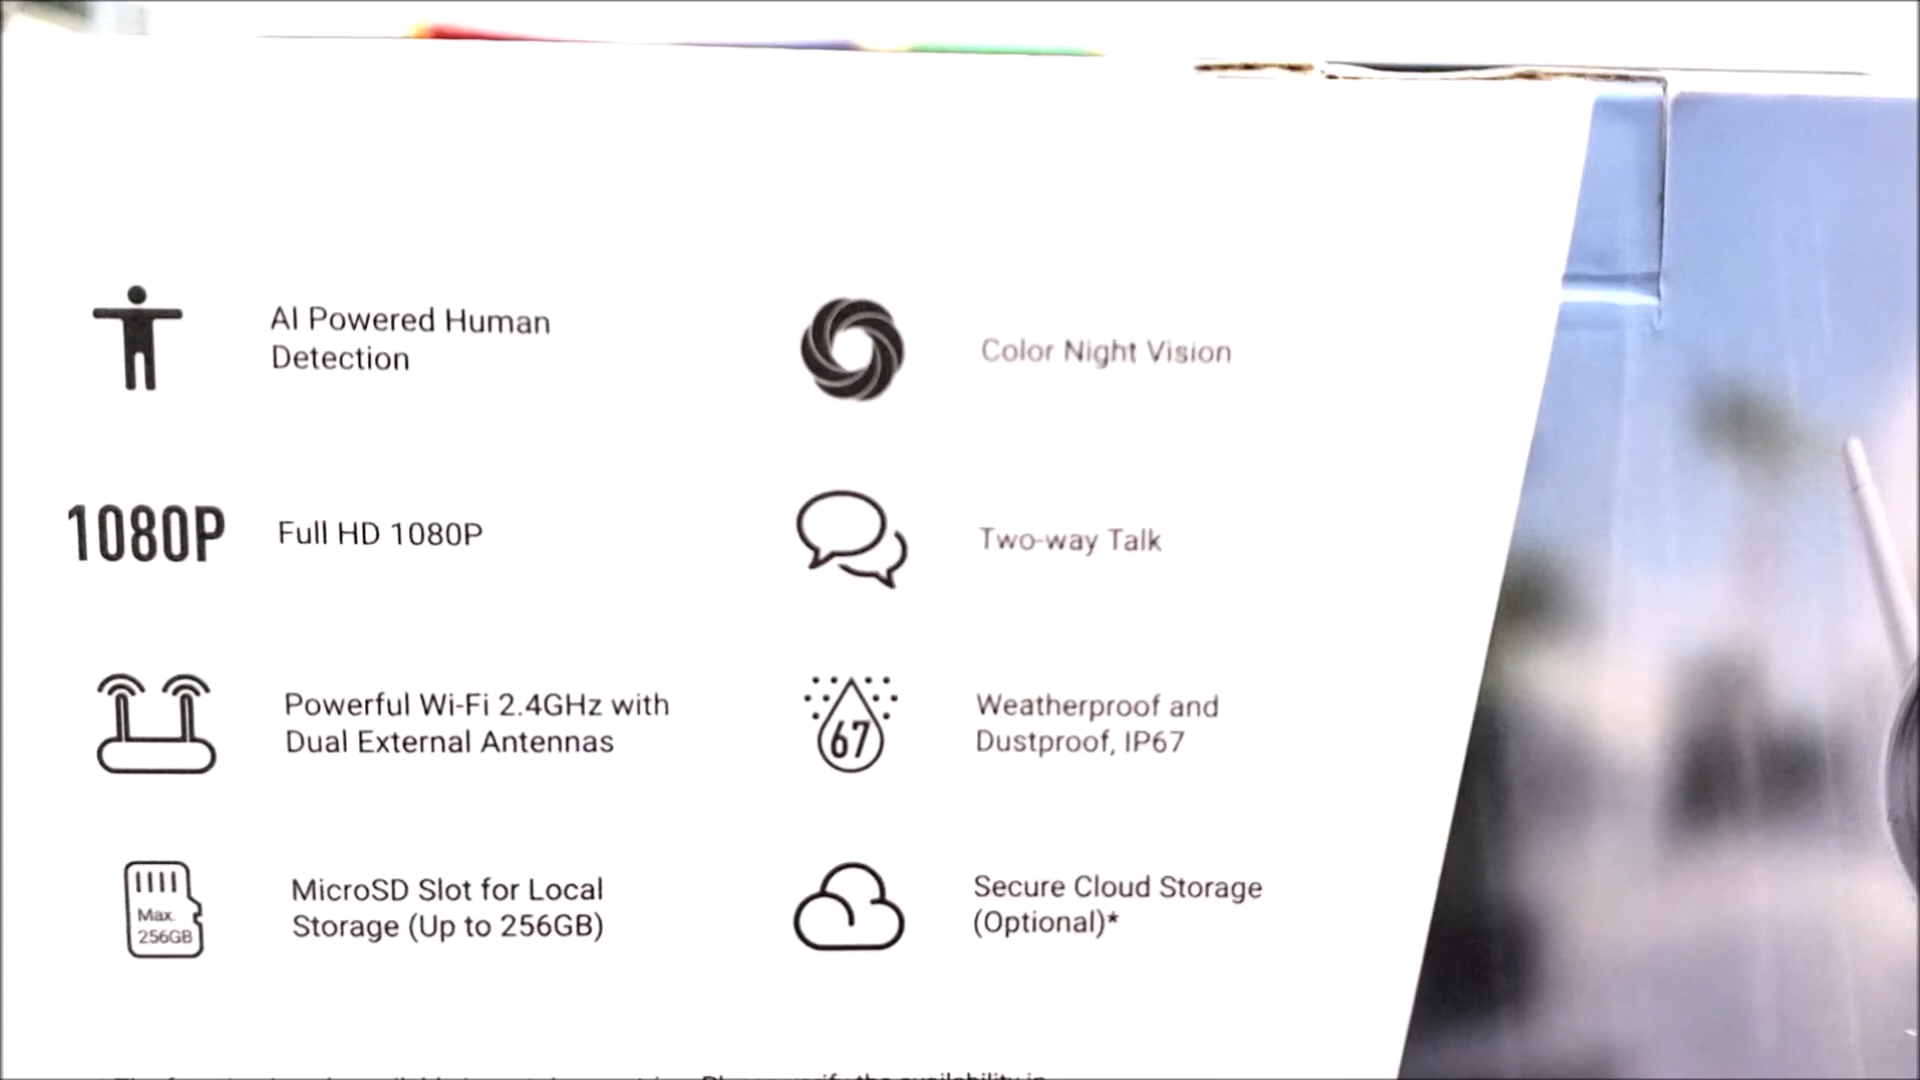 AI Powered Human
Detection
Color Night Vision
1080P
Full HD 1080P
Two-way Talk
Powerful Wi-Fi 2.4GHz with
Dual External Antennas
67
Weatherproof and
Dustproof, IP67
Max.
256GB
MicroSD Slot for Local
Storage (Up to 256GB)
Secure Cloud Storage
(Optional)*